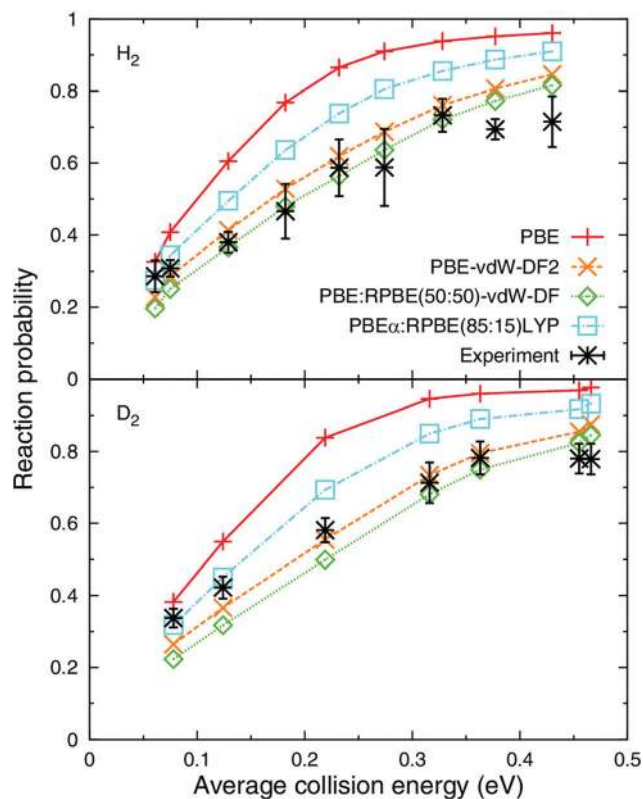 H2
1
0.8
0.6
0.4
0.2
0
PBE
PBE-vdW-DF2
PBE:RPBE(50:50)-vdW-DF
PBEα:RPBE(85:15)LYP
Experiment
Reaction probability
D2
0.8
0.6
0.4
0.2
0
0 0.1 0.2 0.3 0.4 0.5
Average collision energy (eV)